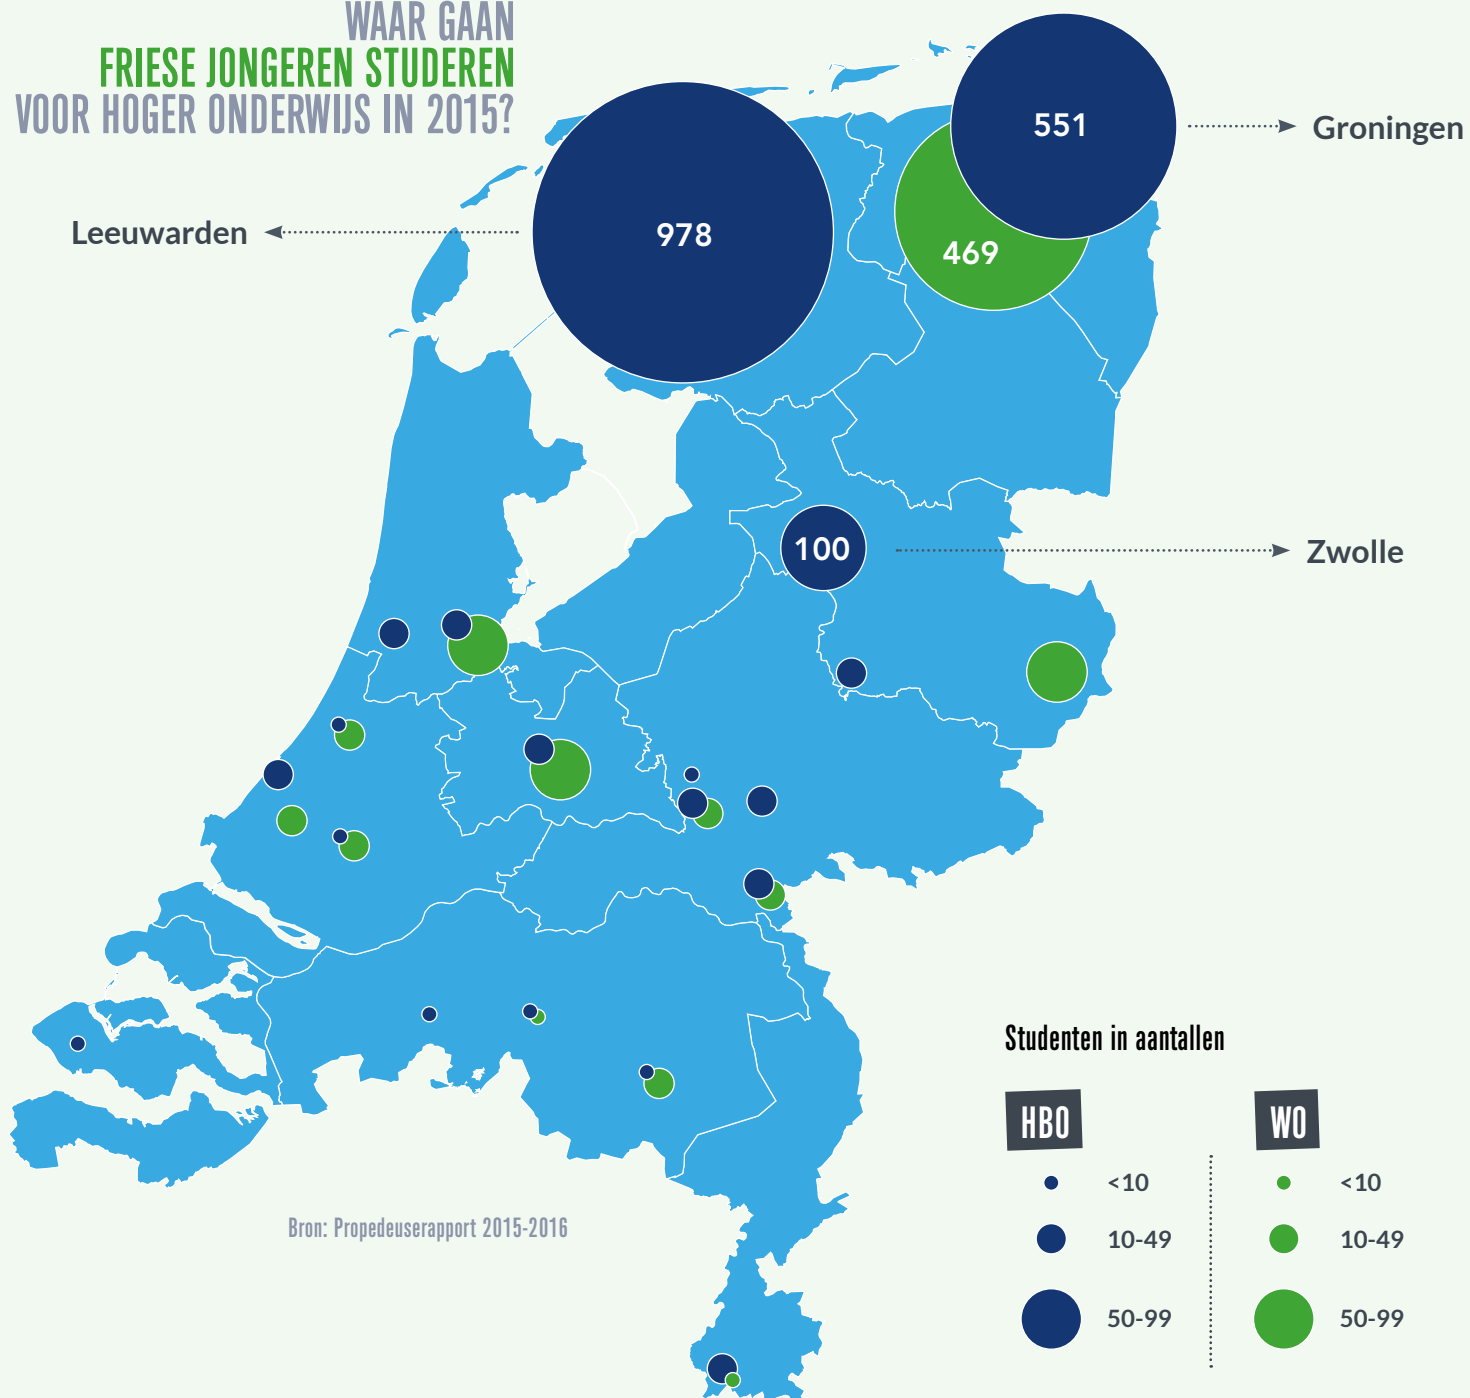 WAAR GAAN
FRIESE JONGEREN STUDEREN
VOOR HOGER ONDERWIJS IN 2015?
551
Groningen
Leeuwarden
978
469
100
Zwolle
Studenten in aantallen
HBO
WO
<10
<10
10-49
10-49
50-99
50-99
Bron: Propedeuserapport 2015-2016